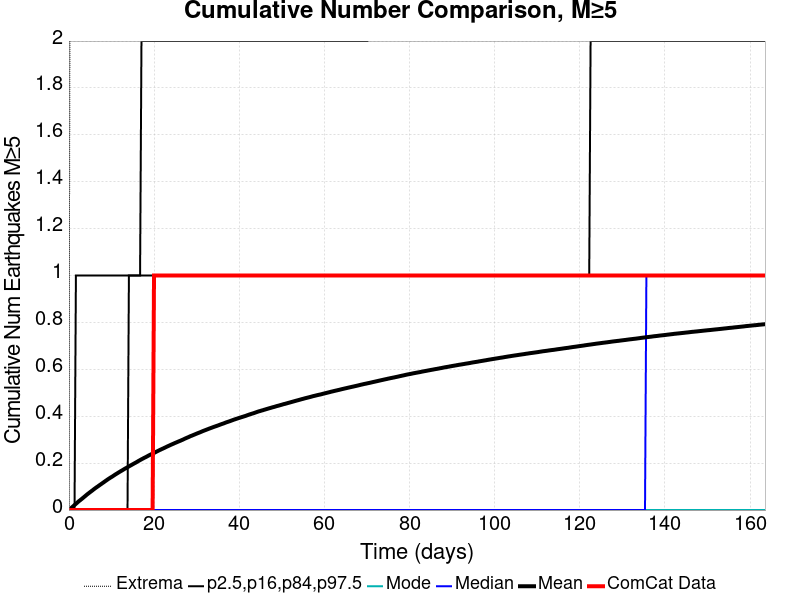 Cumulative Number Comparison, M≥5
Cumulative Num Earthquakes M≥5
2
1.8
1.6
1.4
1.2
1
0.8
0.6
0.4
0.2
0
0 20 40 60 80 100 120 140 160
Time (days)
Extrema p2.5,p16,p84,p97.5 Mode Median Mean ComCat Data